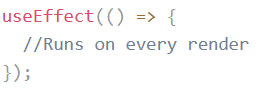 useEffect(() => {
  //Runs on every render
});